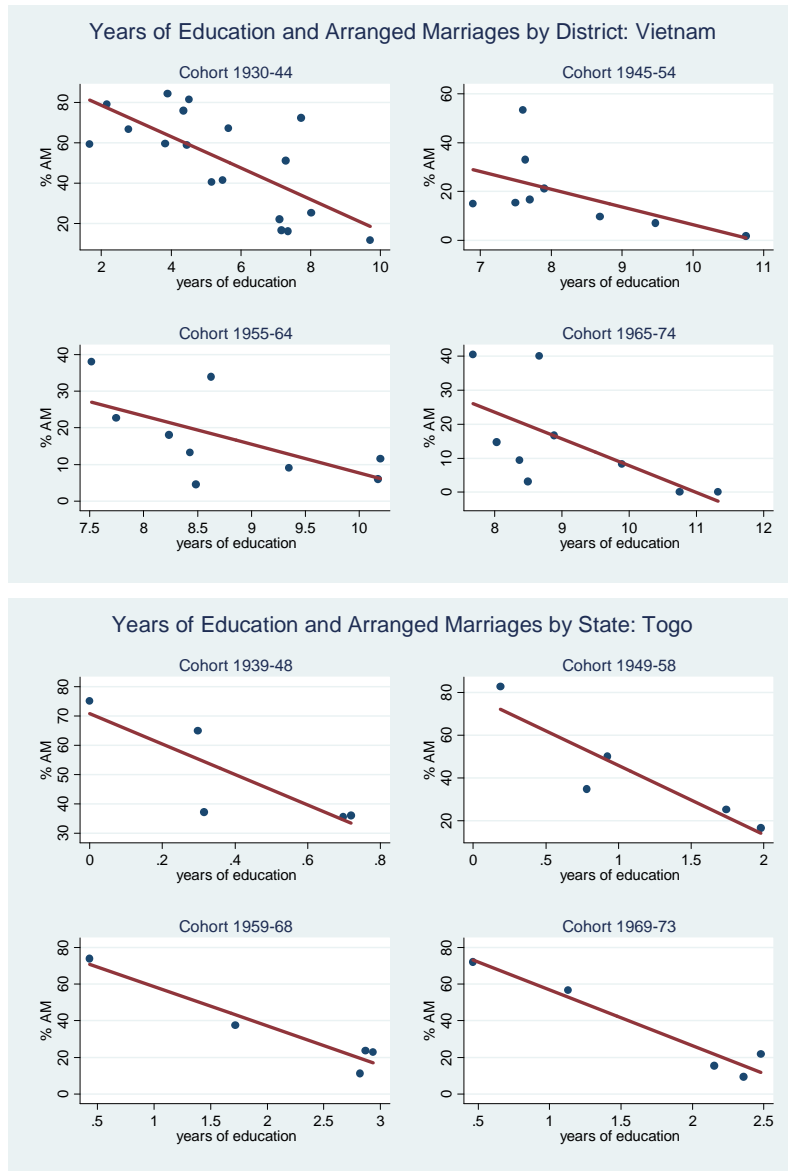 Years of Education and Arranged Marriages by District: Vietnam
Cohort 1930-44
% AM
80
60
40
20
2 4 6 8 10
years of education
Cohort 1945-54
% AM
60
40
20
0
7 8 9 10 11
years of education
Cohort 1955-64
% AM
40
30
20
10
0
7.5 8 8.5 9 9.5 10
years of education
Cohort 1965-74
% AM
40
30
20
10
0
8 9 10 11 12
years of education
Years of Education and Arranged Marriages by State: Togo
Cohort 1939-48
% AM
80
70
60
50
40
30
0 .2 .4 .6 .8
years of education
Cohort 1949-58
% AM
80
60
40
20
0 .5 1 1.5 2
years of education
Cohort 1959-68
% AM
80
60
40
20
0
.5 1 1.5 2 2.5 3
years of education
Cohort 1969-73
% AM
80
60
40
20
0
.5 1 1.5 2 2.5
years of education